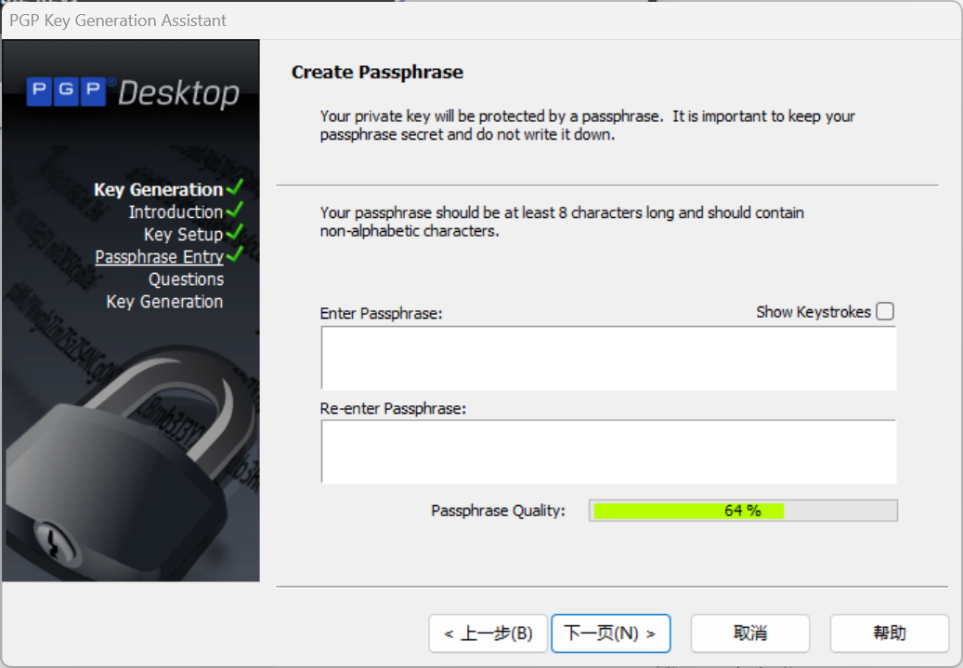 PGP Key Generation Assistant
PGP® Desktop
Key Generation
Introduction
Key Setup
Passphrase Entry
Questions
Key Generation
Create Passphrase
Your private key will be protected by a passphrase. It is important to keep your
passphrase secret and do not write it down.
Your passphrase should be at least 8 characters long and should contain
non-alphabetic characters.
Enter Passphrase:
Show Keystrokes
Re-enter Passphrase:
Passphrase Quality:
64 %
< 上一步(B)
下一页(N) >
取消
帮助